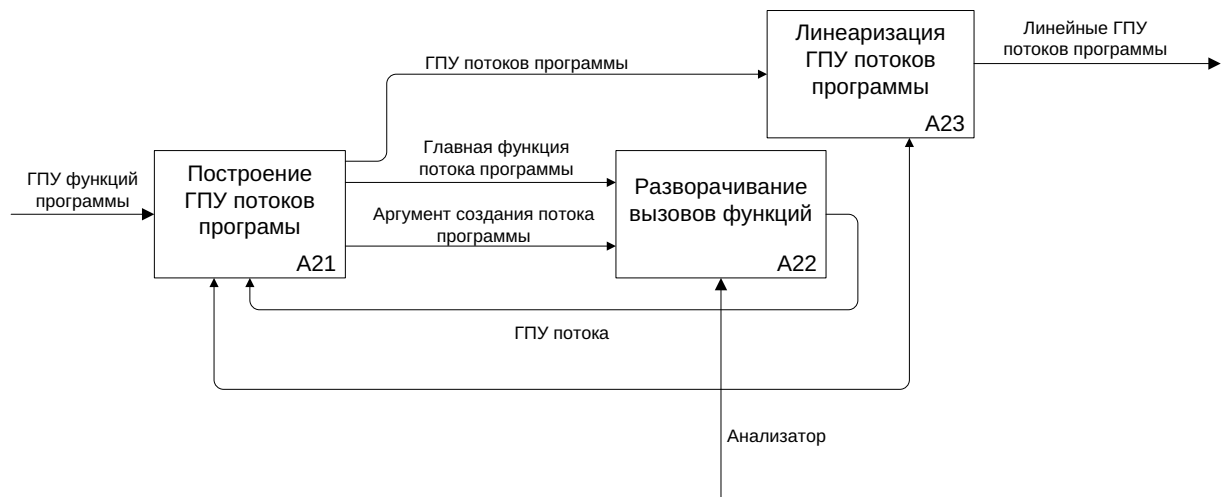 Линеаризация
ГПУ потоков
программы
A23
Линейные ГПУ
потоков программы
ГПУ потоков программы
Главная функция
потока программы
Построение
ГПУ потоков
програмы
A21
ГПУ функций
программы
Разворачивание
вызовов функций
A22
Аргумент создания потока
программы
ГПУ потока
Анализатор